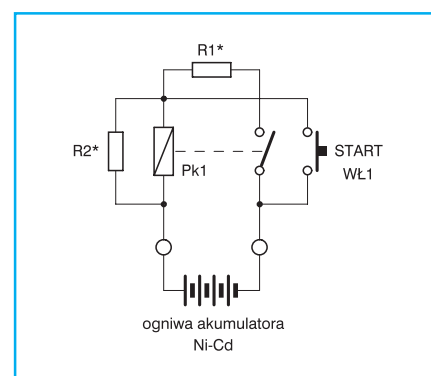 R1*
R2*
Pk1
START
WŁ1
ogniwa akumulatora
Ni-Cd